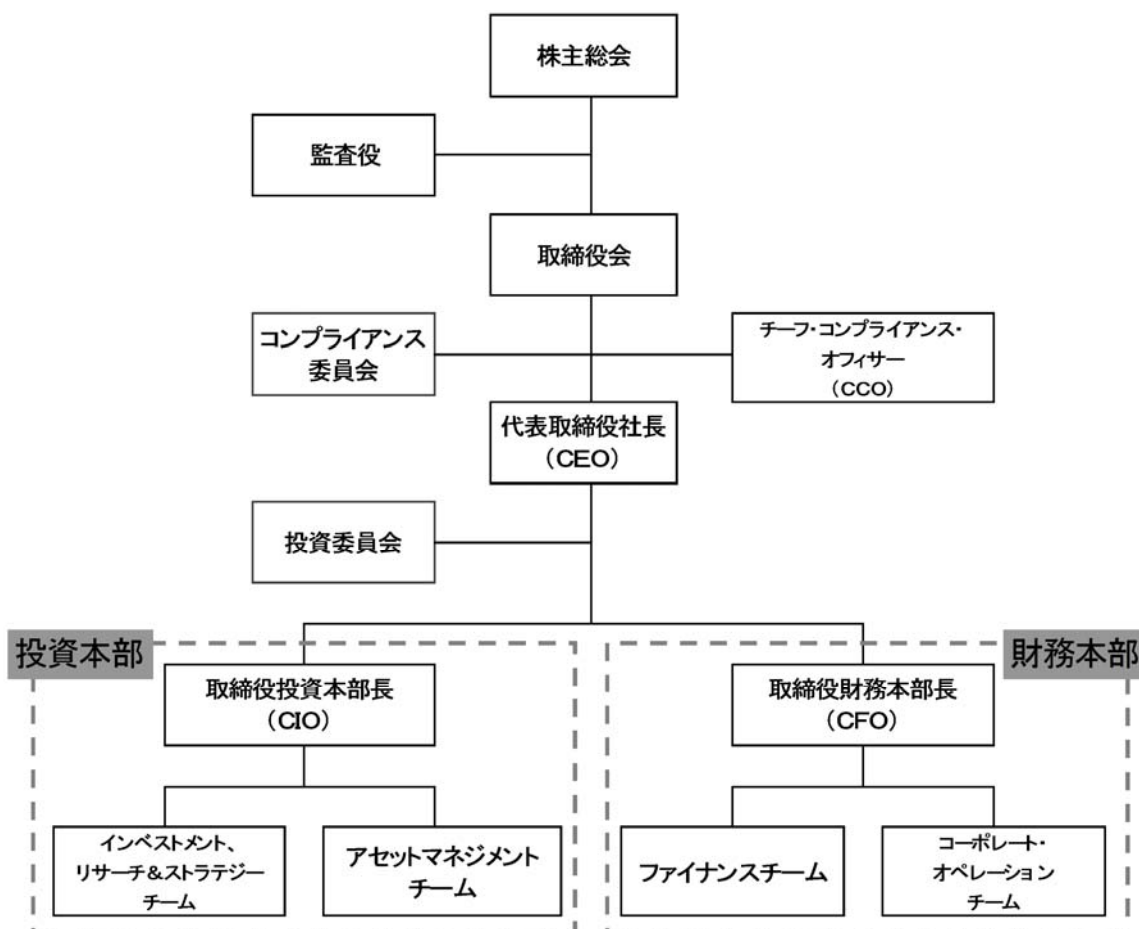 株主総会
監査役
取締役会
コンプライアンス
委員会
チーフ・コンプライアンス・
オフィサー
(CCO)
代表取締役社長
(CEO)
投資委員会
投資本部
財務本部
取締役投資本部長
(CIO)
取締役財務本部長
(CFO)
インベストメント、
リサーチ&ストラテジー
チーム
アセットマネジメント
チーム
ファイナンスチーム
コーポレート・
オペレーション
チーム